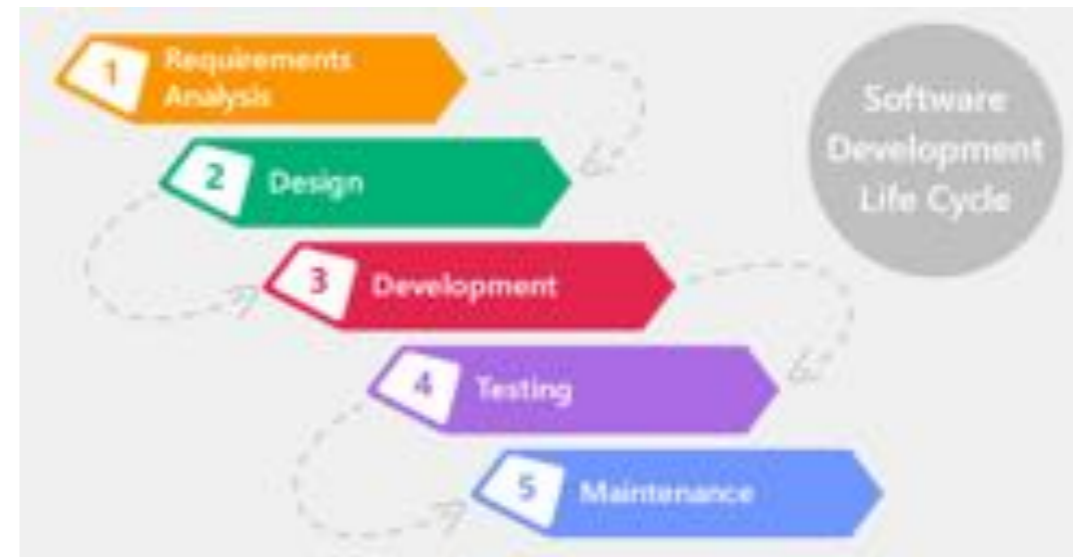 1
Requirements
Analysis
2
Design
3
Development
4
Testing
5
Maintenance
Software
Development
Life Cycle